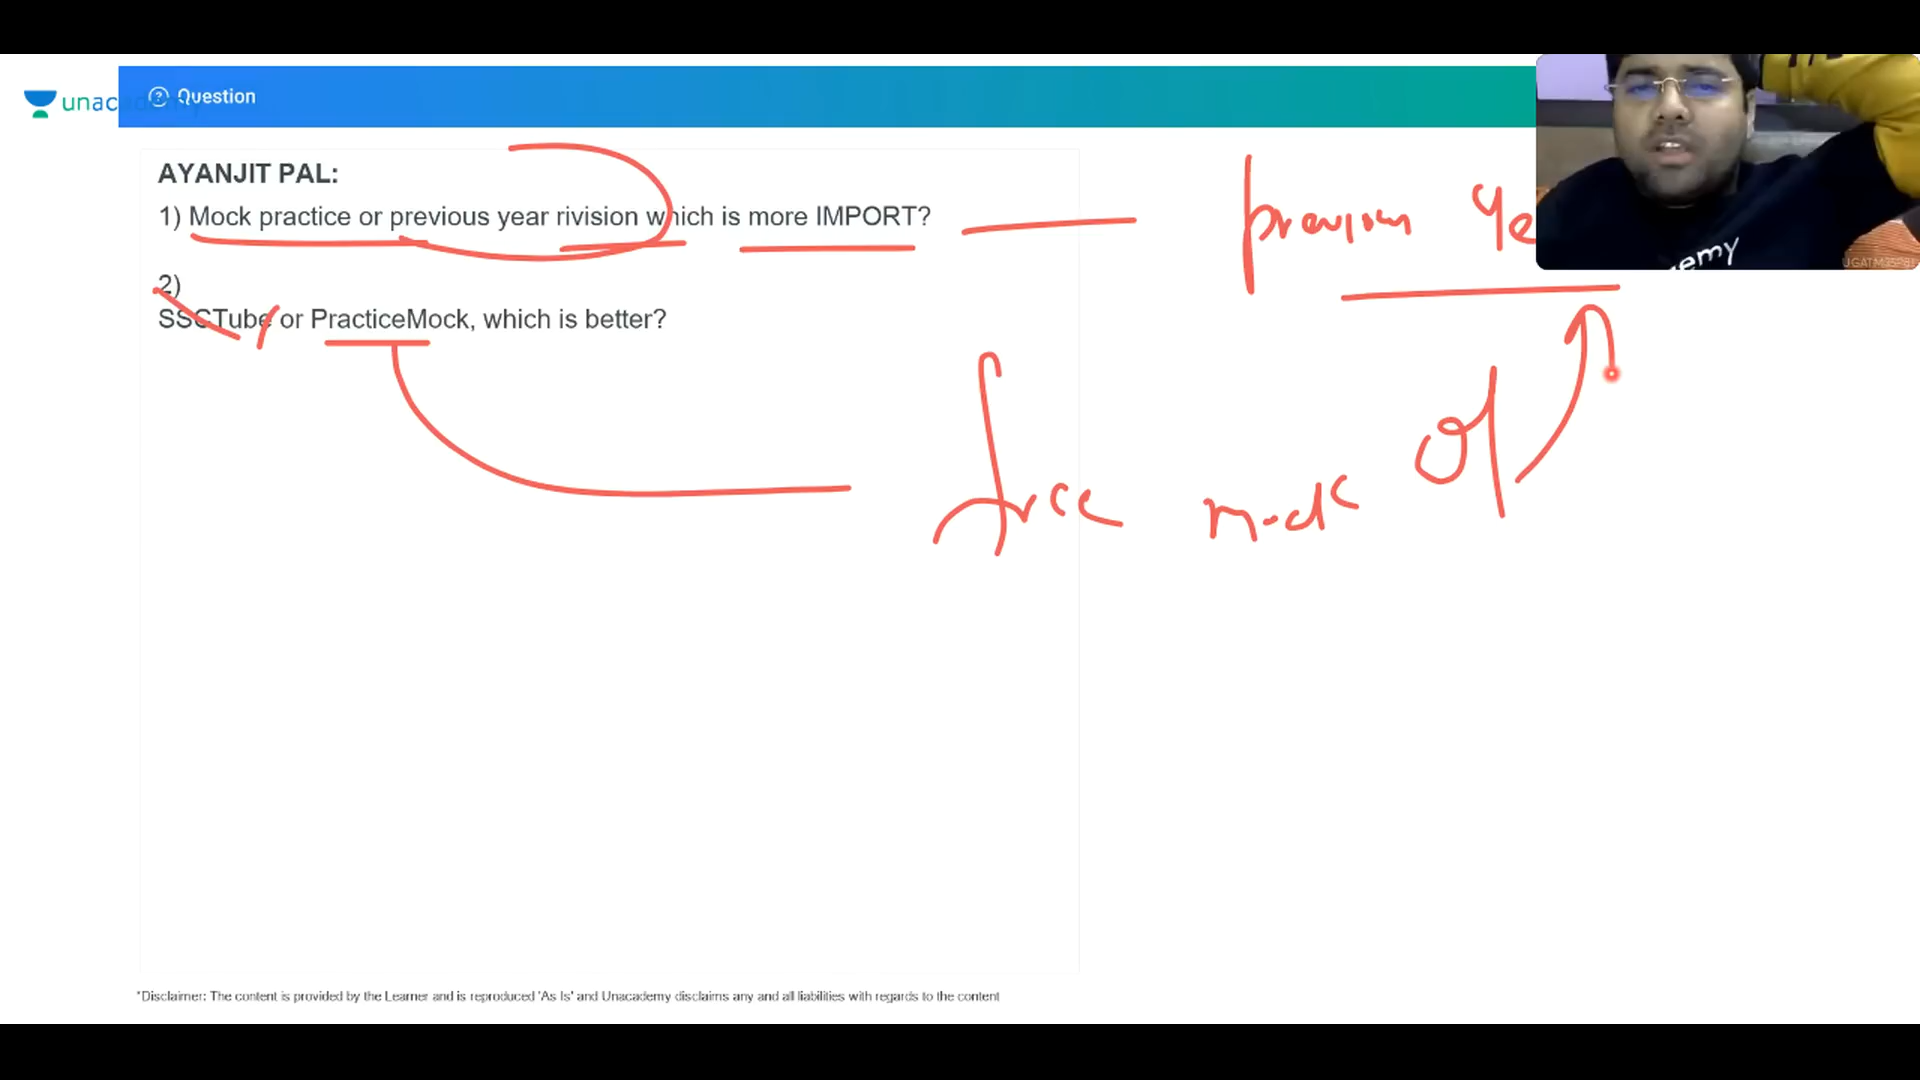 unacademy
Question
AYANJIT PAL:
1) Mock practice or previous year rivision which is more IMPORT?
previous Ye
2)
SSCTube or PracticeMock, which is better?
free mock of
emy
*Disclaimer: The content is provided by the Learner and is reproduced 'As Is' and Unacademy disclaims any and all liabilities with regards to the content